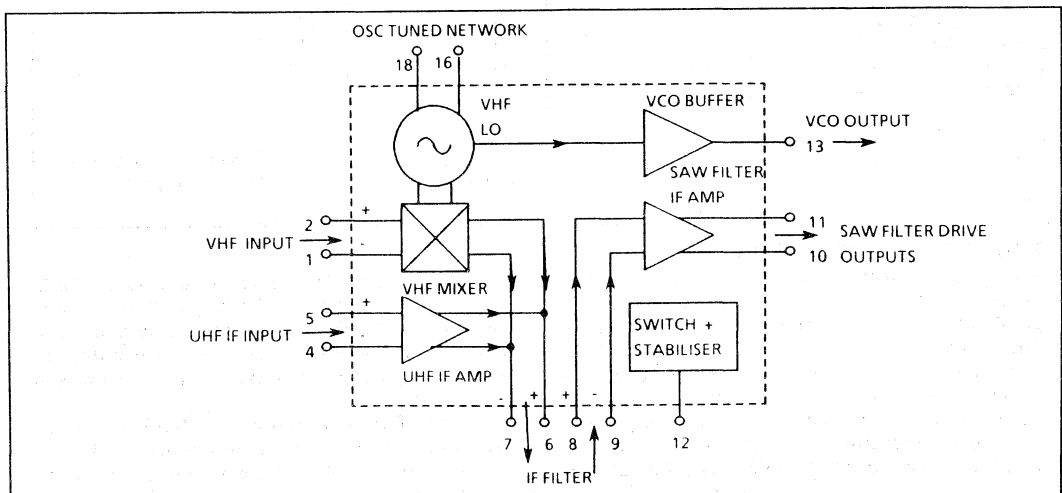 OSC TUNED NETWORK
18 16
VHF
LO
VCO BUFFER
VCO OUTPUT
13
SAW FILTER
IF AMP
2 +
VHF INPUT
1 -
11
SAW FILTER DRIVE
10 OUTPUTS
VHF MIXER
5 +
UHF IF INPUT -
4
UHF IF AMP
SWITCH +
STABILISER
- + + -
7 6 8 9 12
IF FILTER